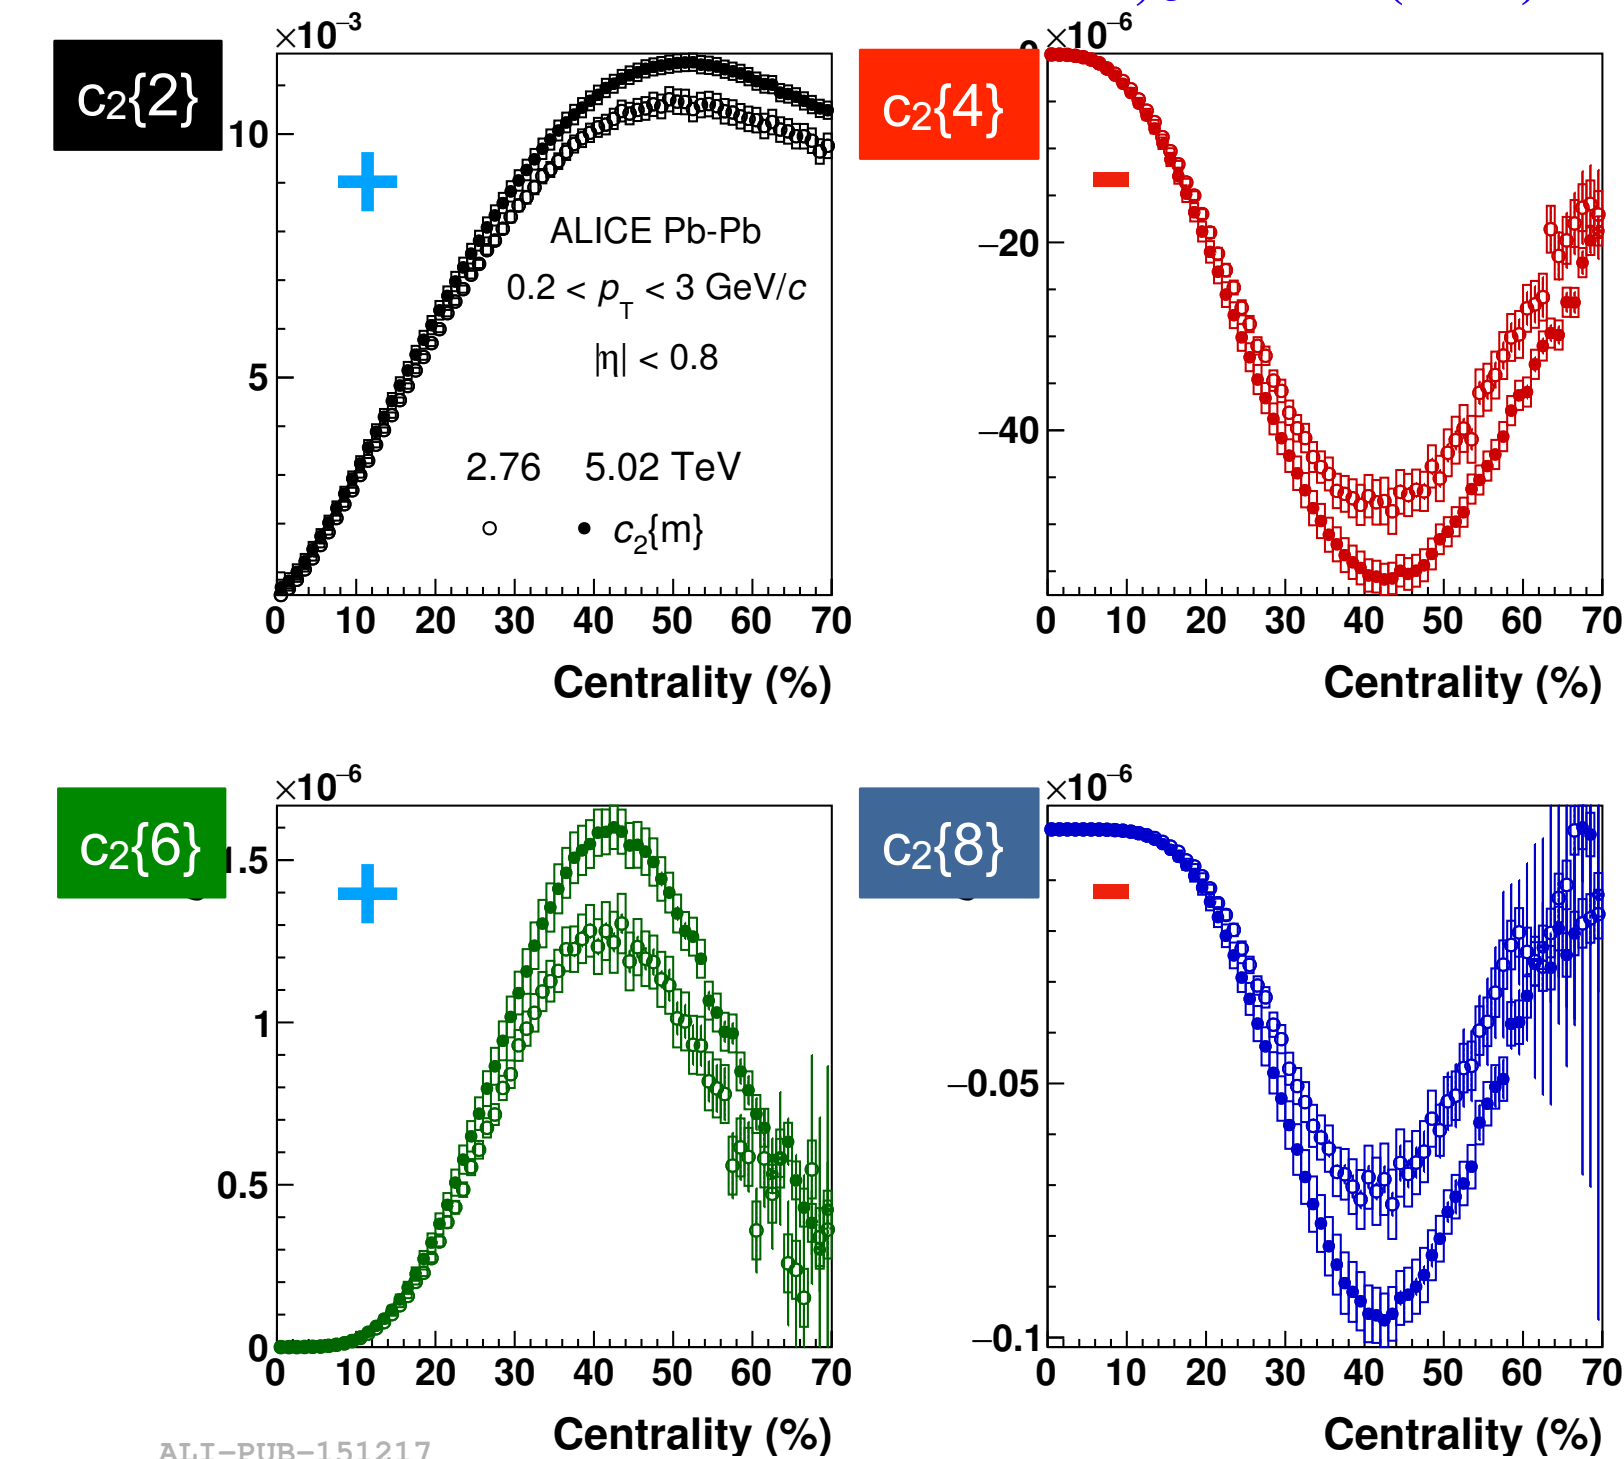 ×10⁻³
c₂{2}
10
5
ALICE Pb-Pb
0.2 < p_T < 3 GeV/c
|η| < 0.8
2.76 5.02 TeV
c₂{m}
0 10 20 30 40 50 60 70
Centrality (%)
×10⁻⁶
c₂{4}
−20
−40
0 10 20 30 40 50 60 70
Centrality (%)
×10⁻⁶
c₂{6}
1
0.5
0
0 10 20 30 40 50 60 70
Centrality (%)
×10⁻⁶
c₂{8}
−0.05
−0.1
0 10 20 30 40 50 60 70
Centrality (%)
ALI−PUB−151217